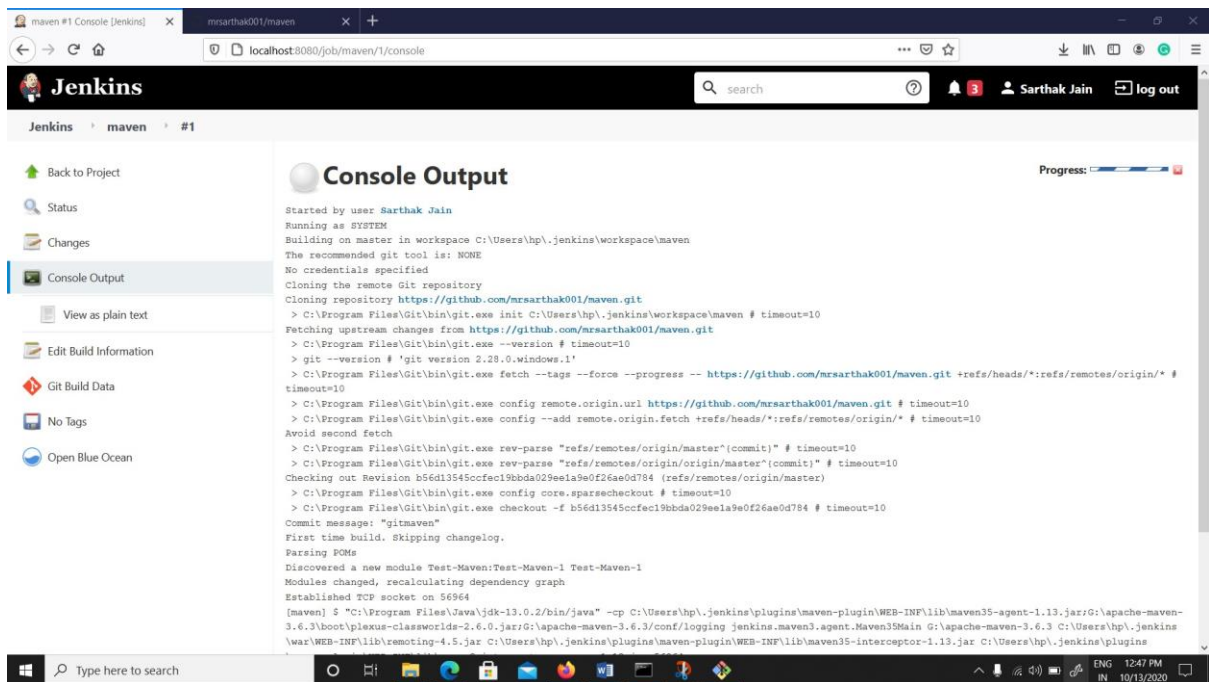 maven #1 Console [Jenkins]
mrsarthak001/maven
localhost:8080/job/maven/1/console
Jenkins
search
3
Sarthak Jain
log out
Jenkins
maven
#1
Back to Project
Status
Changes
Console Output
View as plain text
Edit Build Information
Git Build Data
No Tags
Open Blue Ocean
Console Output
Progress:
Started by user Sarthak Jain
Running as SYSTEM
Building on master in workspace C:\Users\hp\.jenkins\workspace\maven
The recommended git tool is: NONE
No credentials specified
Cloning the remote Git repository
Cloning repository https://github.com/mrsarthak001/maven.git
> C:\Program Files\Git\bin\git.exe init C:\Users\hp\.jenkins\workspace\maven # timeout=10
Fetching upstream changes from https://github.com/mrsarthak001/maven.git
> C:\Program Files\Git\bin\git.exe --version # timeout=10
> git --version # 'git version 2.28.0.windows.1'
> C:\Program Files\Git\bin\git.exe fetch --tags --force --progress -- https://github.com/mrsarthak001/maven.git +refs/heads/*:refs/remotes/origin/* #
timeout=10
> C:\Program Files\Git\bin\git.exe config remote.origin.url https://github.com/mrsarthak001/maven.git # timeout=10
> C:\Program Files\Git\bin\git.exe config --add remote.origin.fetch +refs/heads/*:refs/remotes/origin/* # timeout=10
Avoid second fetch
> C:\Program Files\Git\bin\git.exe rev-parse "refs/remotes/origin/master^{commit}" # timeout=10
> C:\Program Files\Git\bin\git.exe rev-parse "refs/remotes/origin/origin/master^{commit}" # timeout=10
Checking out Revision b56d13545ccfec19bbda029ee1a9e0f26ae0d784 (refs/remotes/origin/master)
> C:\Program Files\Git\bin\git.exe config core.sparsecheckout # timeout=10
> C:\Program Files\Git\bin\git.exe checkout -f b56d13545ccfec19bbda029ee1a9e0f26ae0d784 # timeout=10
Commit message: "gitmaven"
First time build. Skipping changelog.
Parsing POMs
Discovered a new module Test-Maven:Test-Maven-1 Test-Maven-1
Modules changed, recalculating dependency graph
Established TCP socket on 56964
[maven] $ "C:\Program Files\Java\jdk-13.0.2/bin/java" -cp C:\Users\hp\.jenkins\plugins\maven-plugin\WEB-INF\lib\maven35-agent-1.13.jar;G:\apache-maven-
3.6.3\boot\plexus-classworlds-2.6.0.jar;G:\apache-maven-3.6.3/conf/logging jenkins.maven3.agent.Maven35Main G:\apache-maven-3.6.3 C:\Users\hp\.jenkins
\war\WEB-INF\lib\remoting-4.5.jar C:\Users\hp\.jenkins\plugins\maven-plugin\WEB-INF\lib\maven35-interceptor-1.13.jar C:\Users\hp\.jenkins\plugins
Type here to search
ENG
IN
12:47 PM
10/13/2020